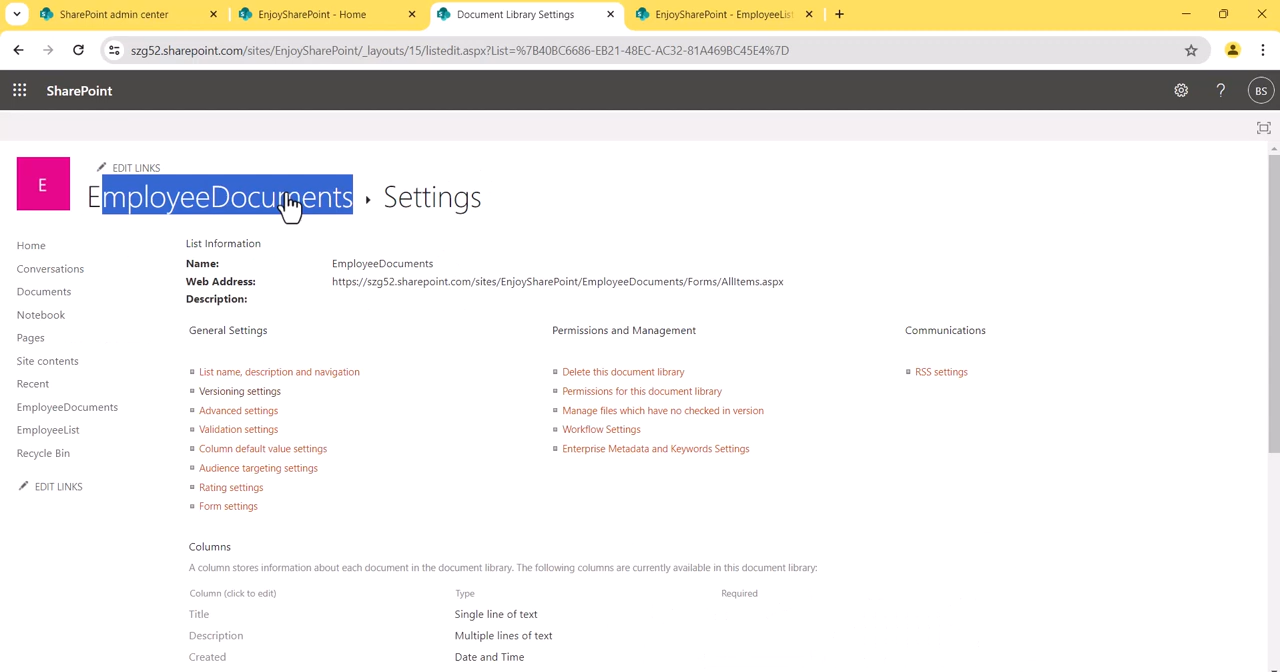 SharePoint admin center
EnjoySharePoint - Home
Document Library Settings
EnjoySharePoint - EmployeeList
szg52.sharepoint.com/sites/EnjoySharePoint/_layouts/15/listedit.aspx?List=%7B40BC6686-EB21-48EC-AC32-81A469BC45E4%7D
SharePoint
BS
E
EDIT LINKS
EmployeeDocuments ▸ Settings
Home
Conversations
Documents
Notebook
Pages
Site contents
Recent
EmployeeDocuments
EmployeeList
Recycle Bin
EDIT LINKS
List Information
Name: EmployeeDocuments
Web Address: https://szg52.sharepoint.com/sites/EnjoySharePoint/EmployeeDocuments/Forms/AllItems.aspx
Description:
General Settings
List name, description and navigation
Versioning settings
Advanced settings
Validation settings
Column default value settings
Audience targeting settings
Rating settings
Form settings
Permissions and Management
Delete this document library
Permissions for this document library
Manage files which have no checked in version
Workflow Settings
Enterprise Metadata and Keywords Settings
Communications
RSS settings
Columns
A column stores information about each document in the document library. The following columns are currently available in this document library:
Column (click to edit) Type Required
Title Single line of text
Description Multiple lines of text
Created Date and Time